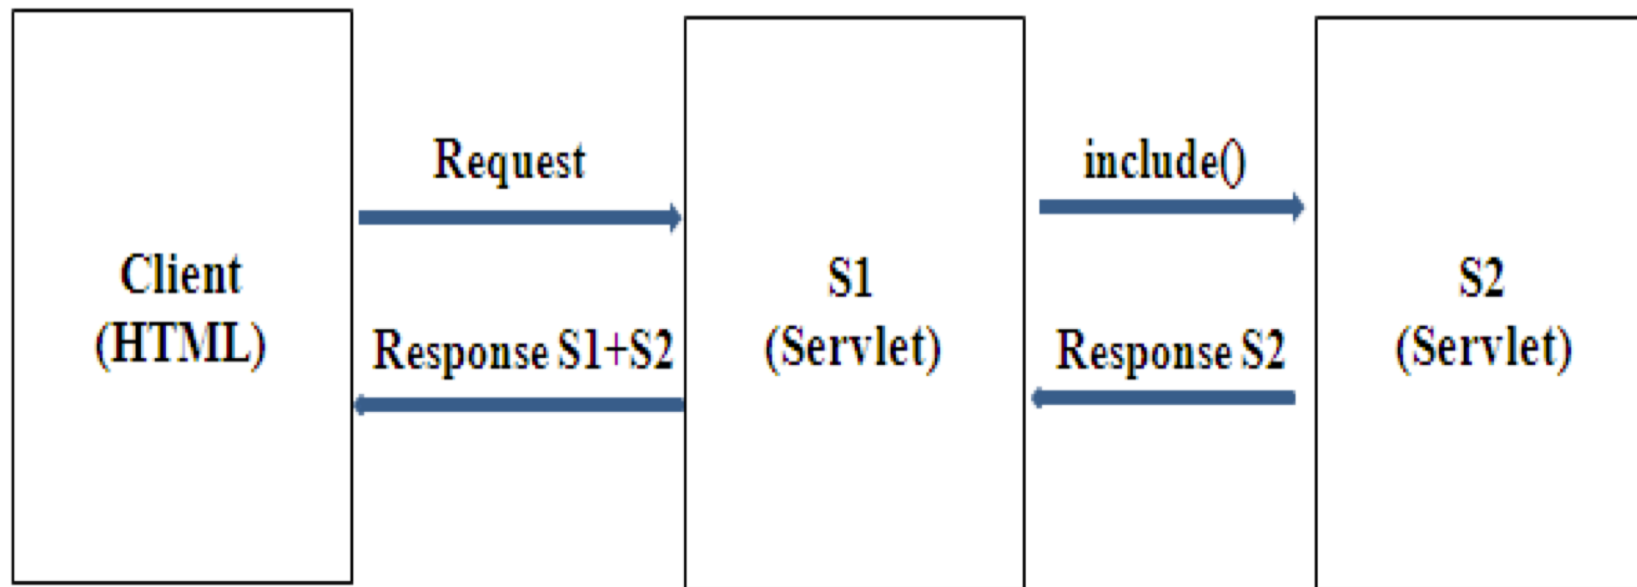 Request
include()
Client
(HTML)
S1
(Servlet)
S2
(Servlet)
Response S1+S2
Response S2